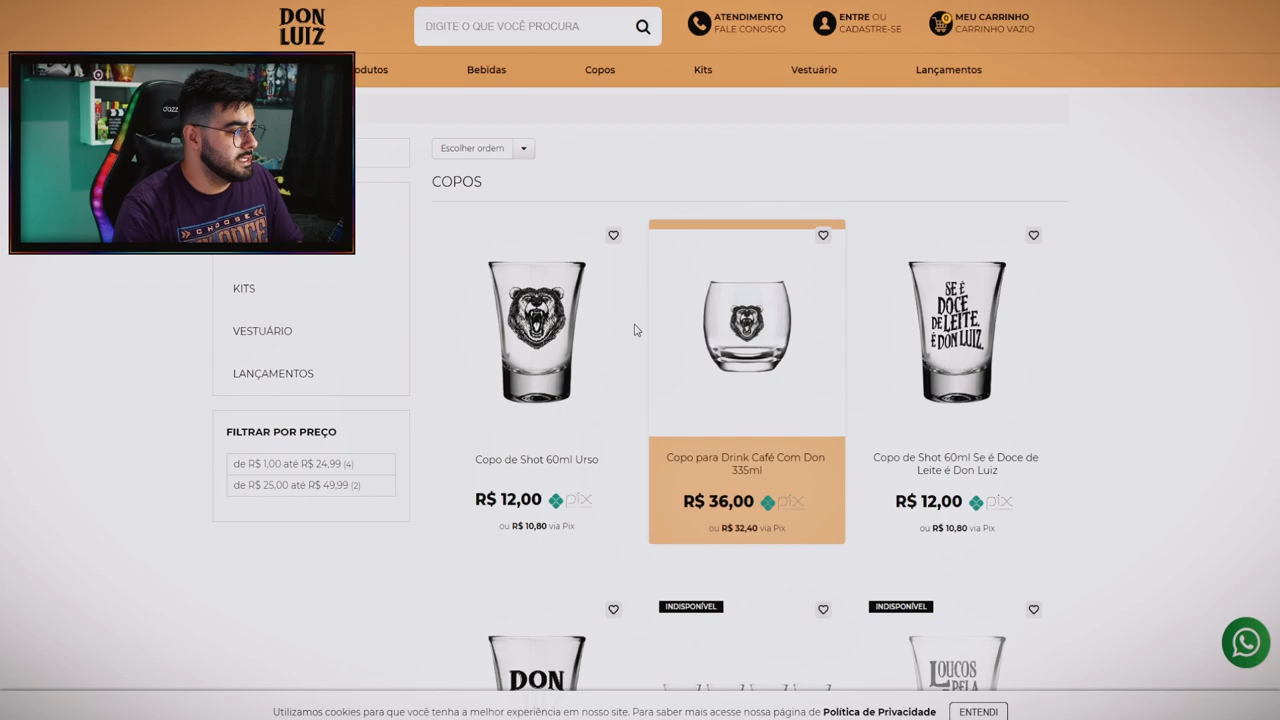 DON
LUIZ
DIGITE O QUE VOCÊ PROCURA
ATENDIMENTO
FALE CONOSCO
ENTRE OU
CADASTRE-SE
0
MEU CARRINHO
CARRINHO VAZIO
odutos
Bebidas
Copos
Kits
Vestuário
Lançamentos
dazz
CHOOSE
Escolher ordem
COPOS
KITS
VESTUÁRIO
LANÇAMENTOS
FILTRAR POR PREÇO
de R$ 1,00 até R$ 24,99 (4)
de R$ 25,00 até R$ 49,99 (2)
SE É
DOCE
DE LEITE,
É DON LUIZ.
Copo de Shot 60ml Urso
R$ 12,00 pix
ou R$ 10,80 via Pix
Copo para Drink Café Com Don
335ml
R$ 36,00 pix
ou R$ 32,40 via Pix
Copo de Shot 60ml Se é Doce de
Leite é Don Luiz
R$ 12,00 pix
ou R$ 10,80 via Pix
DON
INDISPONÍVEL
INDISPONÍVEL
LOUCOS
PELA
Utilizamos cookies para que você tenha a melhor experiência em nosso site. Para saber mais acesse nossa página de Política de Privacidade
ENTENDI